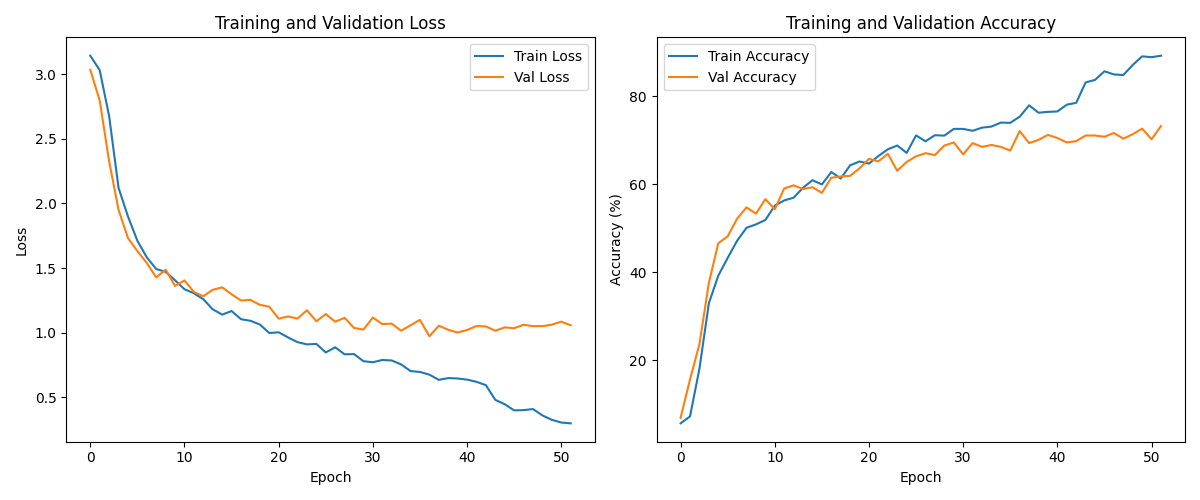 Training and Validation Loss
Train Loss
Val Loss
3.0
2.5
2.0
1.5
1.0
0.5
Loss
0 10 20 30 40 50
Epoch
Training and Validation Accuracy
Train Accuracy
Val Accuracy
80
60
40
20
Accuracy (%)
0 10 20 30 40 50
Epoch